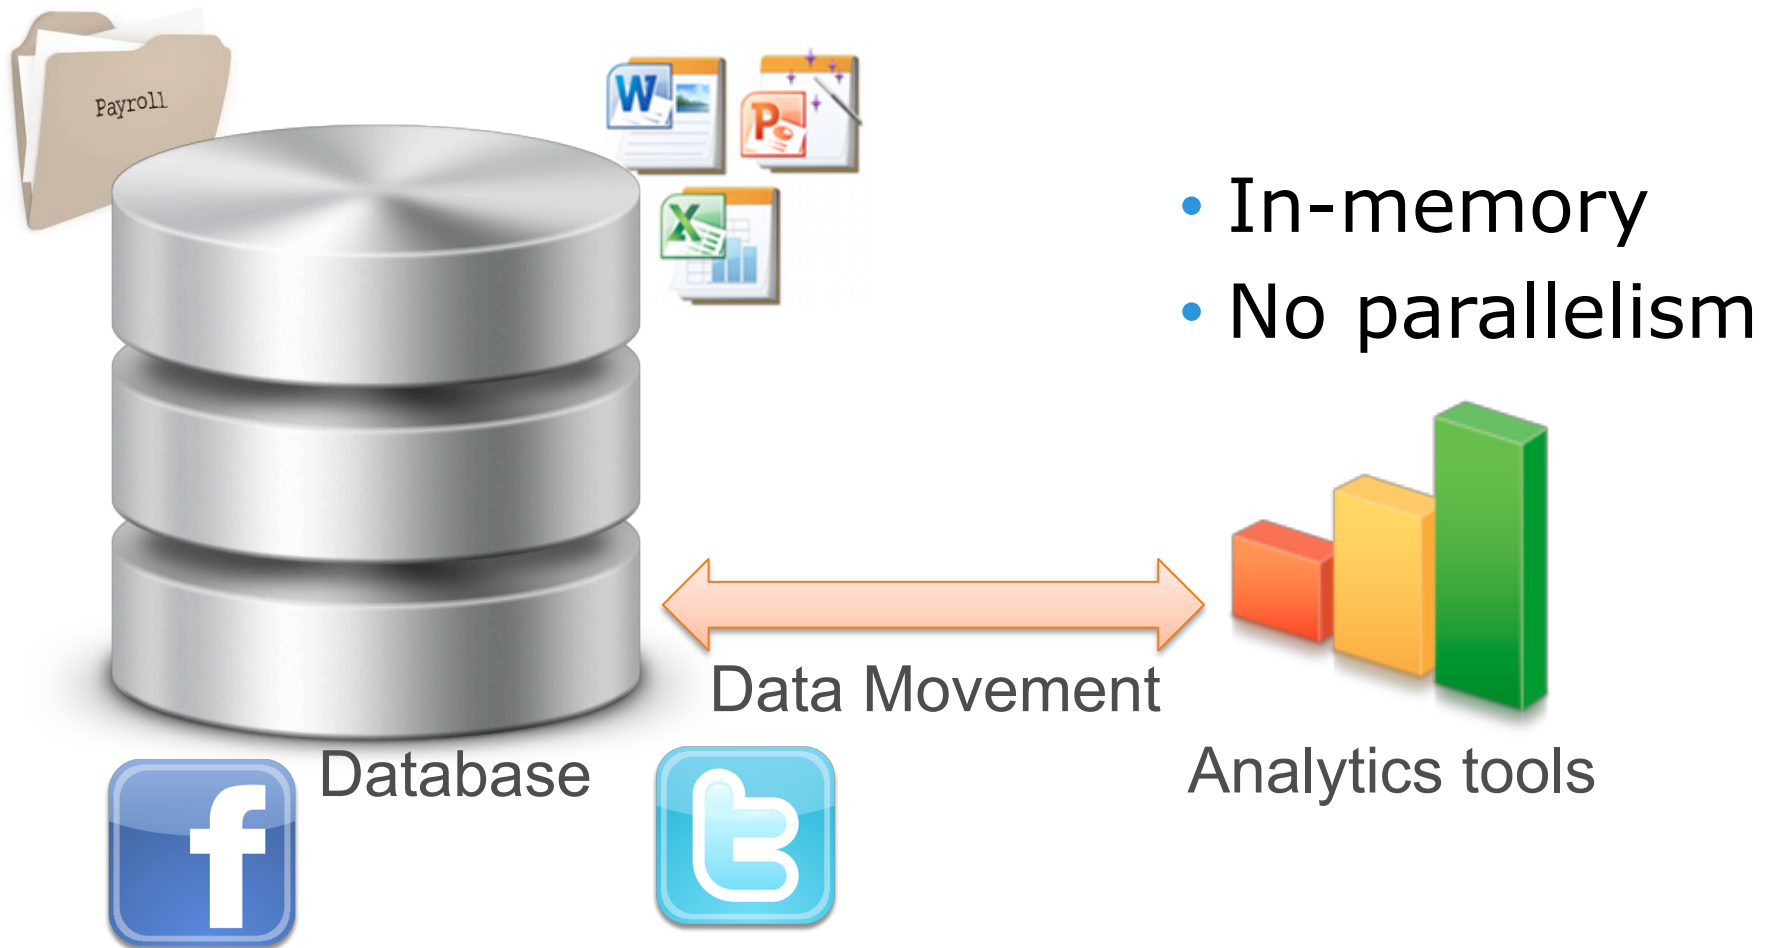 Payroll
W
P
X
• In-memory
• No parallelism
Data Movement
Database
Analytics tools
f
t